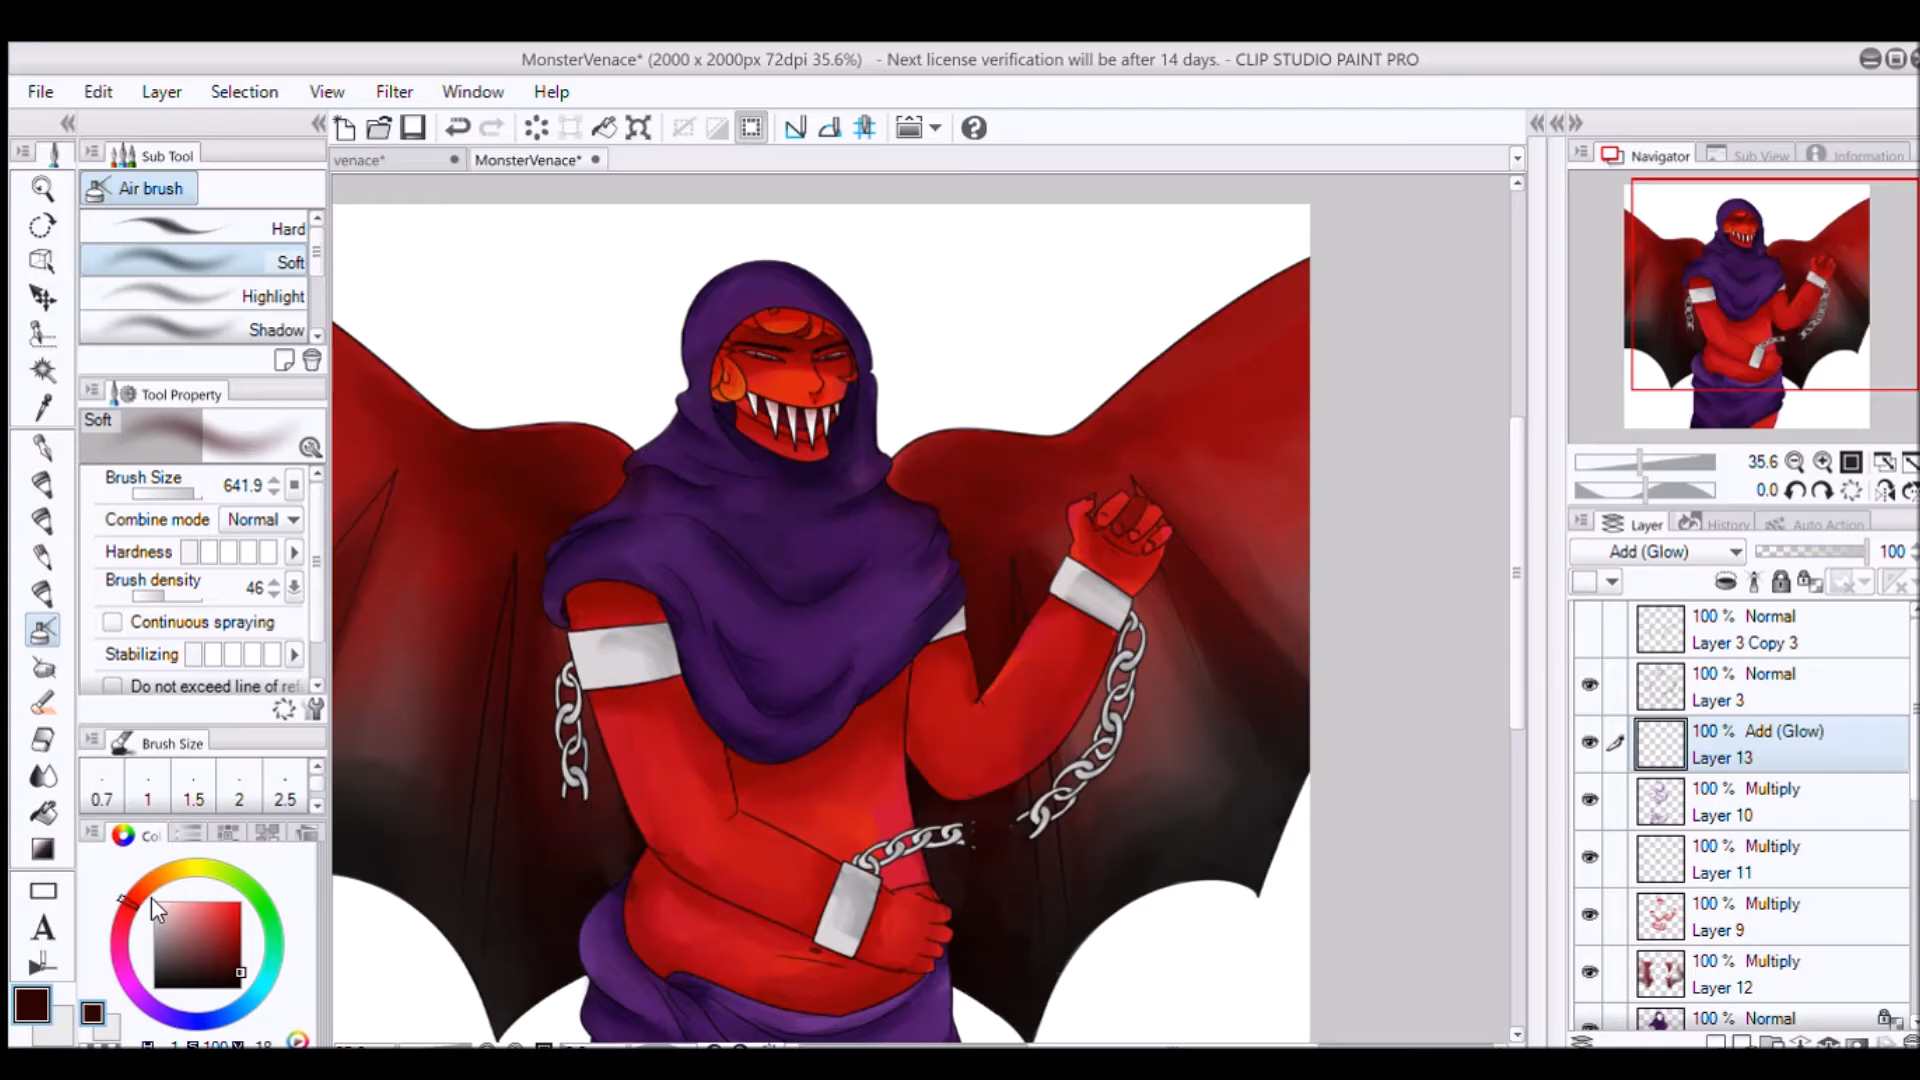 MonsterVenace* (2000 x 2000px 72dpi 35.6%) - Next license verification will be after 14 days. - CLIP STUDIO PAINT PRO
File Edit Layer Selection View Filter Window Help
Sub Tool
Air brush
Hard
Soft
Highlight
Shadow
Tool Property
Soft
Brush Size 641.9
Combine mode Normal
Hardness
Brush density 46
Continuous spraying
Stabilizing
Do not exceed line of ref
Brush Size
0.7 1 1.5 2 2.5
Col
venace* MonsterVenace*
Navigator Sub View Information
35.6
0.0
Layer History Auto Action
Add (Glow) 100
100 % Normal
Layer 3 Copy 3
100 % Normal
Layer 3
100 % Add (Glow)
Layer 13
100 % Multiply
Layer 10
100 % Multiply
Layer 11
100 % Multiply
Layer 9
100 % Multiply
Layer 12
100 % Normal